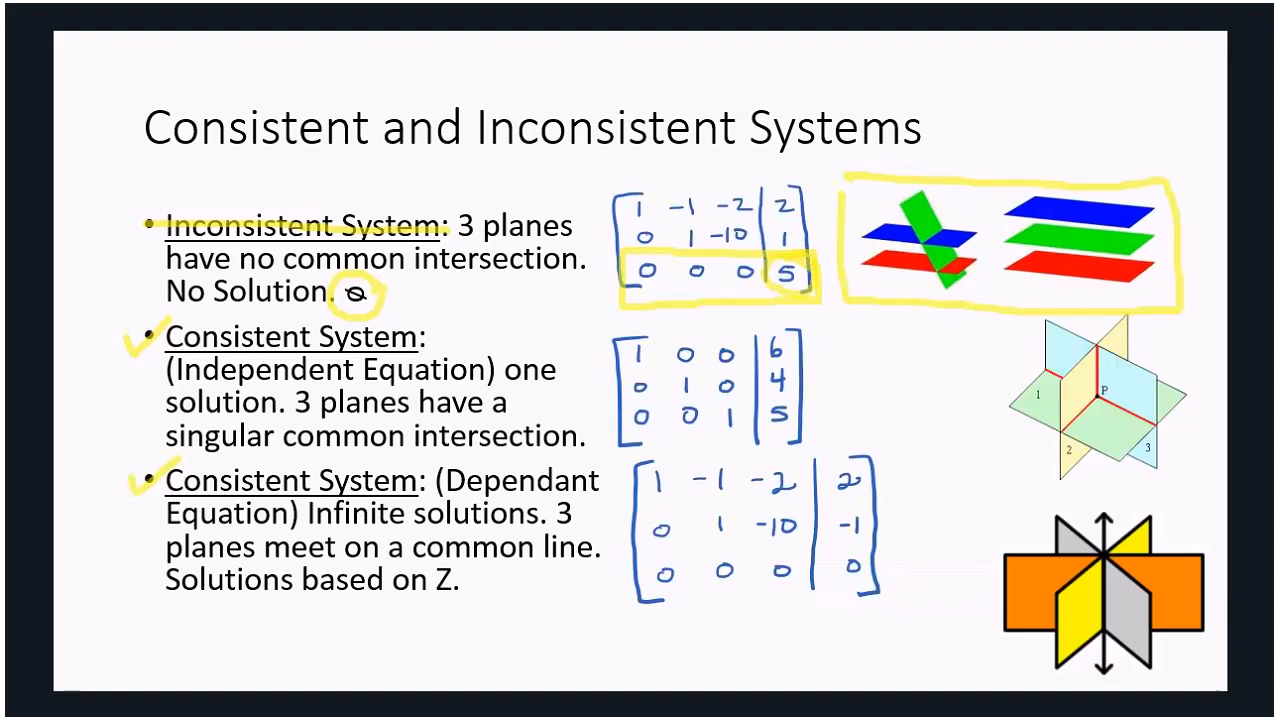 Consistent and Inconsistent Systems
• Inconsistent System: 3 planes
have no common intersection.
No Solution. ∅
1 -1 -2 | 2
0 1 -10 | 1
0 0 0 | 5
• Consistent System:
(Independent Equation) one
solution. 3 planes have a
singular common intersection.
1 0 0 | 6
0 1 0 | 4
0 0 1 | 5
P
1
2
3
• Consistent System: (Dependant
Equation) Infinite solutions. 3
planes meet on a common line.
Solutions based on Z.
1 -1 -2 | 2
0 1 -10 | -1
0 0 0 | 0